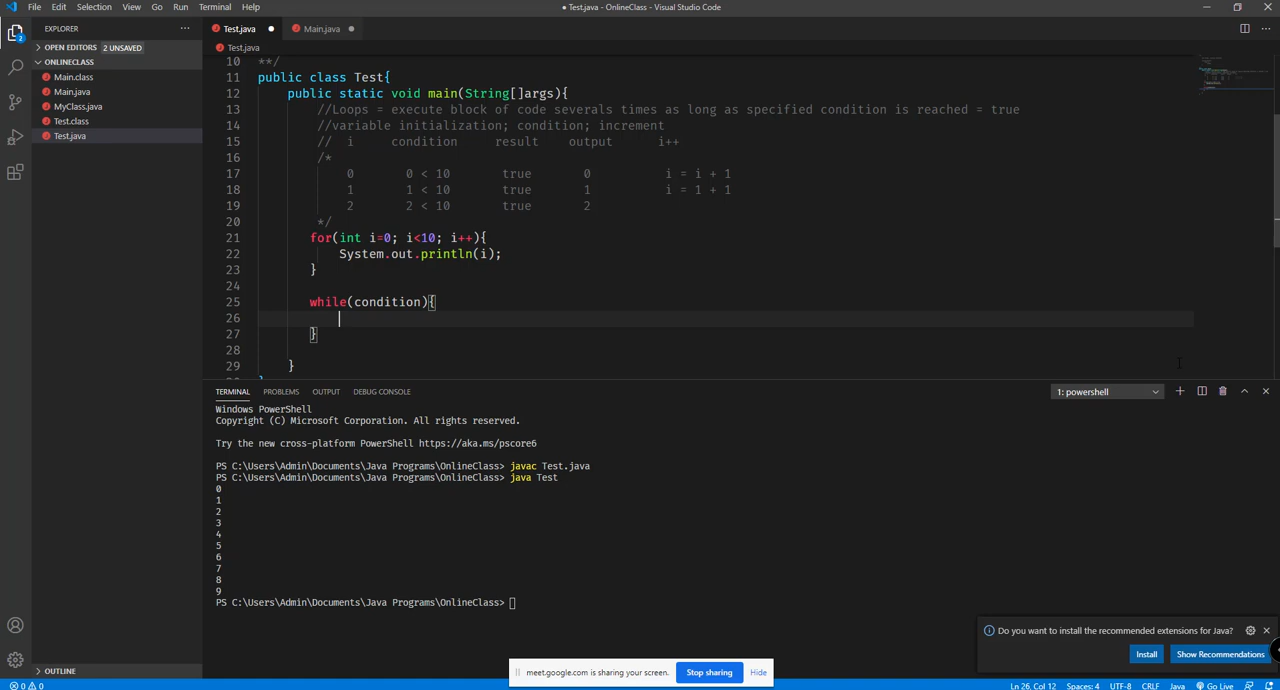 File Edit Selection View Go Run Terminal Help
● Test.java - OnlineClass - Visual Studio Code
EXPLORER
OPEN EDITORS 2 UNSAVED
ONLINECLASS
Main.class
Main.java
MyClass.java
Test.class
Test.java
OUTLINE
2
Test.java ● Main.java ●
Test.java
10 **/
11 public class Test{
12 public static void main(String[]args){
13 //Loops = execute block of code severals times as long as specified condition is reached = true
14 //variable initialization; condition; increment
15 // i condition result output i++
16 /*
17 0 0 < 10 true 0 i = i + 1
18 1 1 < 10 true 1 i = 1 + 1
19 2 2 < 10 true 2
20 */
21 for(int i=0; i<10; i++){
22 System.out.println(i);
23 }
24
25 while(condition){
26
27 }
28
29 }
TERMINAL PROBLEMS OUTPUT DEBUG CONSOLE
1: powershell
Windows PowerShell
Copyright (C) Microsoft Corporation. All rights reserved.
Try the new cross-platform PowerShell https://aka.ms/pscore6
PS C:\Users\Admin\Documents\Java Programs\OnlineClass> javac Test.java
PS C:\Users\Admin\Documents\Java Programs\OnlineClass> java Test
0
1
2
3
4
5
6
7
8
9
PS C:\Users\Admin\Documents\Java Programs\OnlineClass>
Do you want to install the recommended extensions for Java?
Install Show Recommendations
meet.google.com is sharing your screen. Stop sharing Hide
0 0
Ln 26, Col 12 Spaces: 4 UTF-8 CRLF Java Go Live